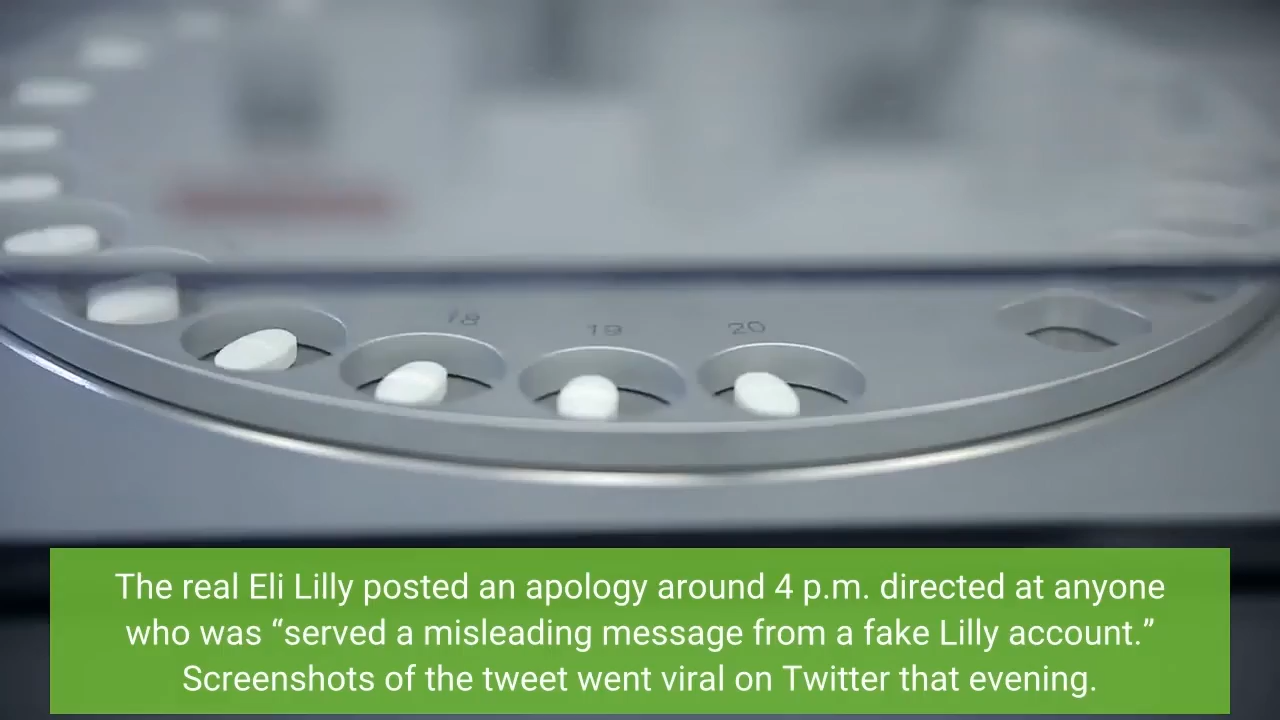 18 19 20
The real Eli Lilly posted an apology around 4 p.m. directed at anyone
who was “served a misleading message from a fake Lilly account.”
Screenshots of the tweet went viral on Twitter that evening.